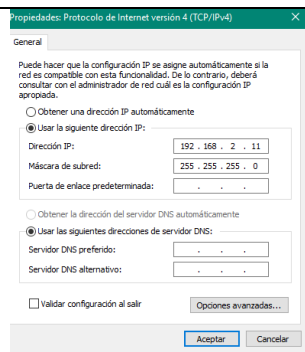 Propiedades: Protocolo de Internet versión 4 (TCP/IPv4)
General
Puede hacer que la configuración IP se asigne automáticamente si la
red es compatible con esta funcionalidad. De lo contrario, deberá
consultar con el administrador de red cuál es la configuración IP
apropiada.
Obtener una dirección IP automáticamente
Usar la siguiente dirección IP:
Dirección IP: 192 . 168 . 2 . 11
Máscara de subred: 255 . 255 . 255 . 0
Puerta de enlace predeterminada: . . .
Obtener la dirección del servidor DNS automáticamente
Usar las siguientes direcciones de servidor DNS:
Servidor DNS preferido: . . .
Servidor DNS alternativo: . . .
Validar configuración al salir
Opciones avanzadas...
Aceptar Cancelar